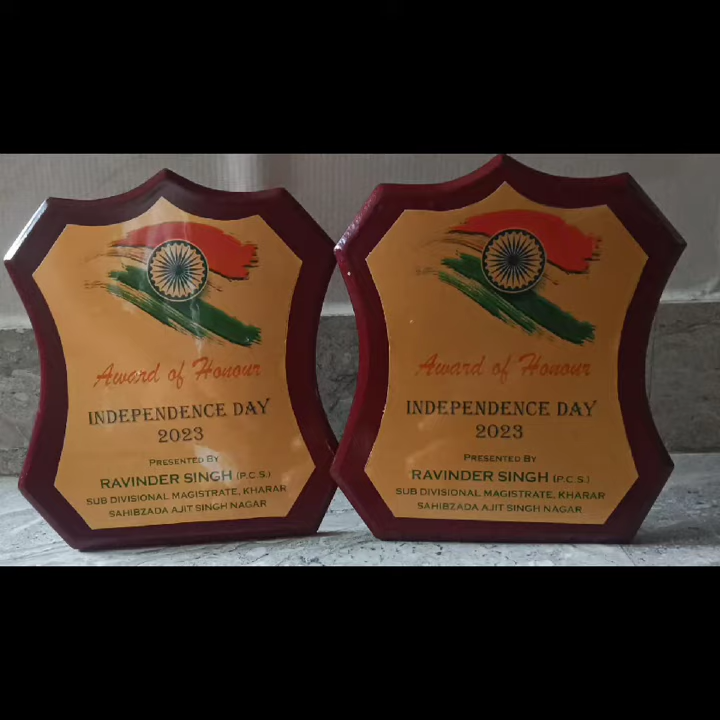 Award of Honour
INDEPENDENCE DAY
2023
PRESENTED BY
RAVINDER SINGH (P.C.S.)
SUB DIVISIONAL MAGISTRATE, KHARAR
SAHIBZADA AJIT SINGH NAGAR
Award of Honour
INDEPENDENCE DAY
2023
PRESENTED BY
RAVINDER SINGH (P.C.S.)
SUB DIVISIONAL MAGISTRATE, KHARAR
SAHIBZADA AJIT SINGH NAGAR